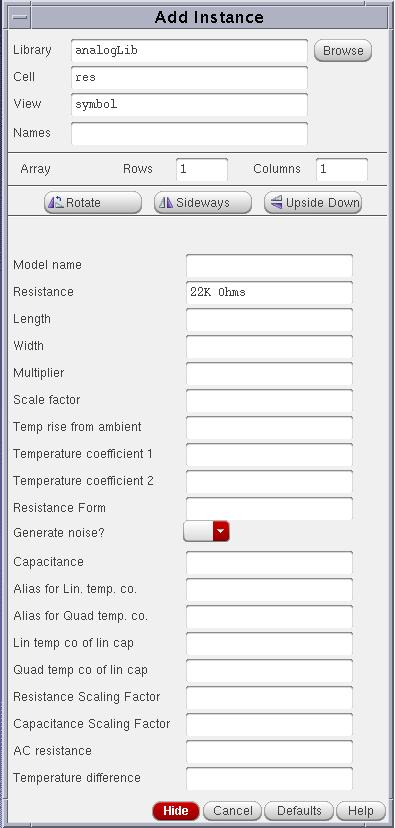 Add Instance
Library analogLib Browse
Cell res
View symbol
Names
Array Rows 1 Columns 1
Rotate Sideways Upside Down
Model name
Resistance 22K Ohms
Length
Width
Multiplier
Scale factor
Temp rise from ambient
Temperature coefficient 1
Temperature coefficient 2
Resistance Form
Generate noise?
Capacitance
Alias for Lin. temp. co.
Alias for Quad temp. co.
Lin temp co of lin cap
Quad temp co of lin cap
Resistance Scaling Factor
Capacitance Scaling Factor
AC resistance
Temperature difference
Hide Cancel Defaults Help